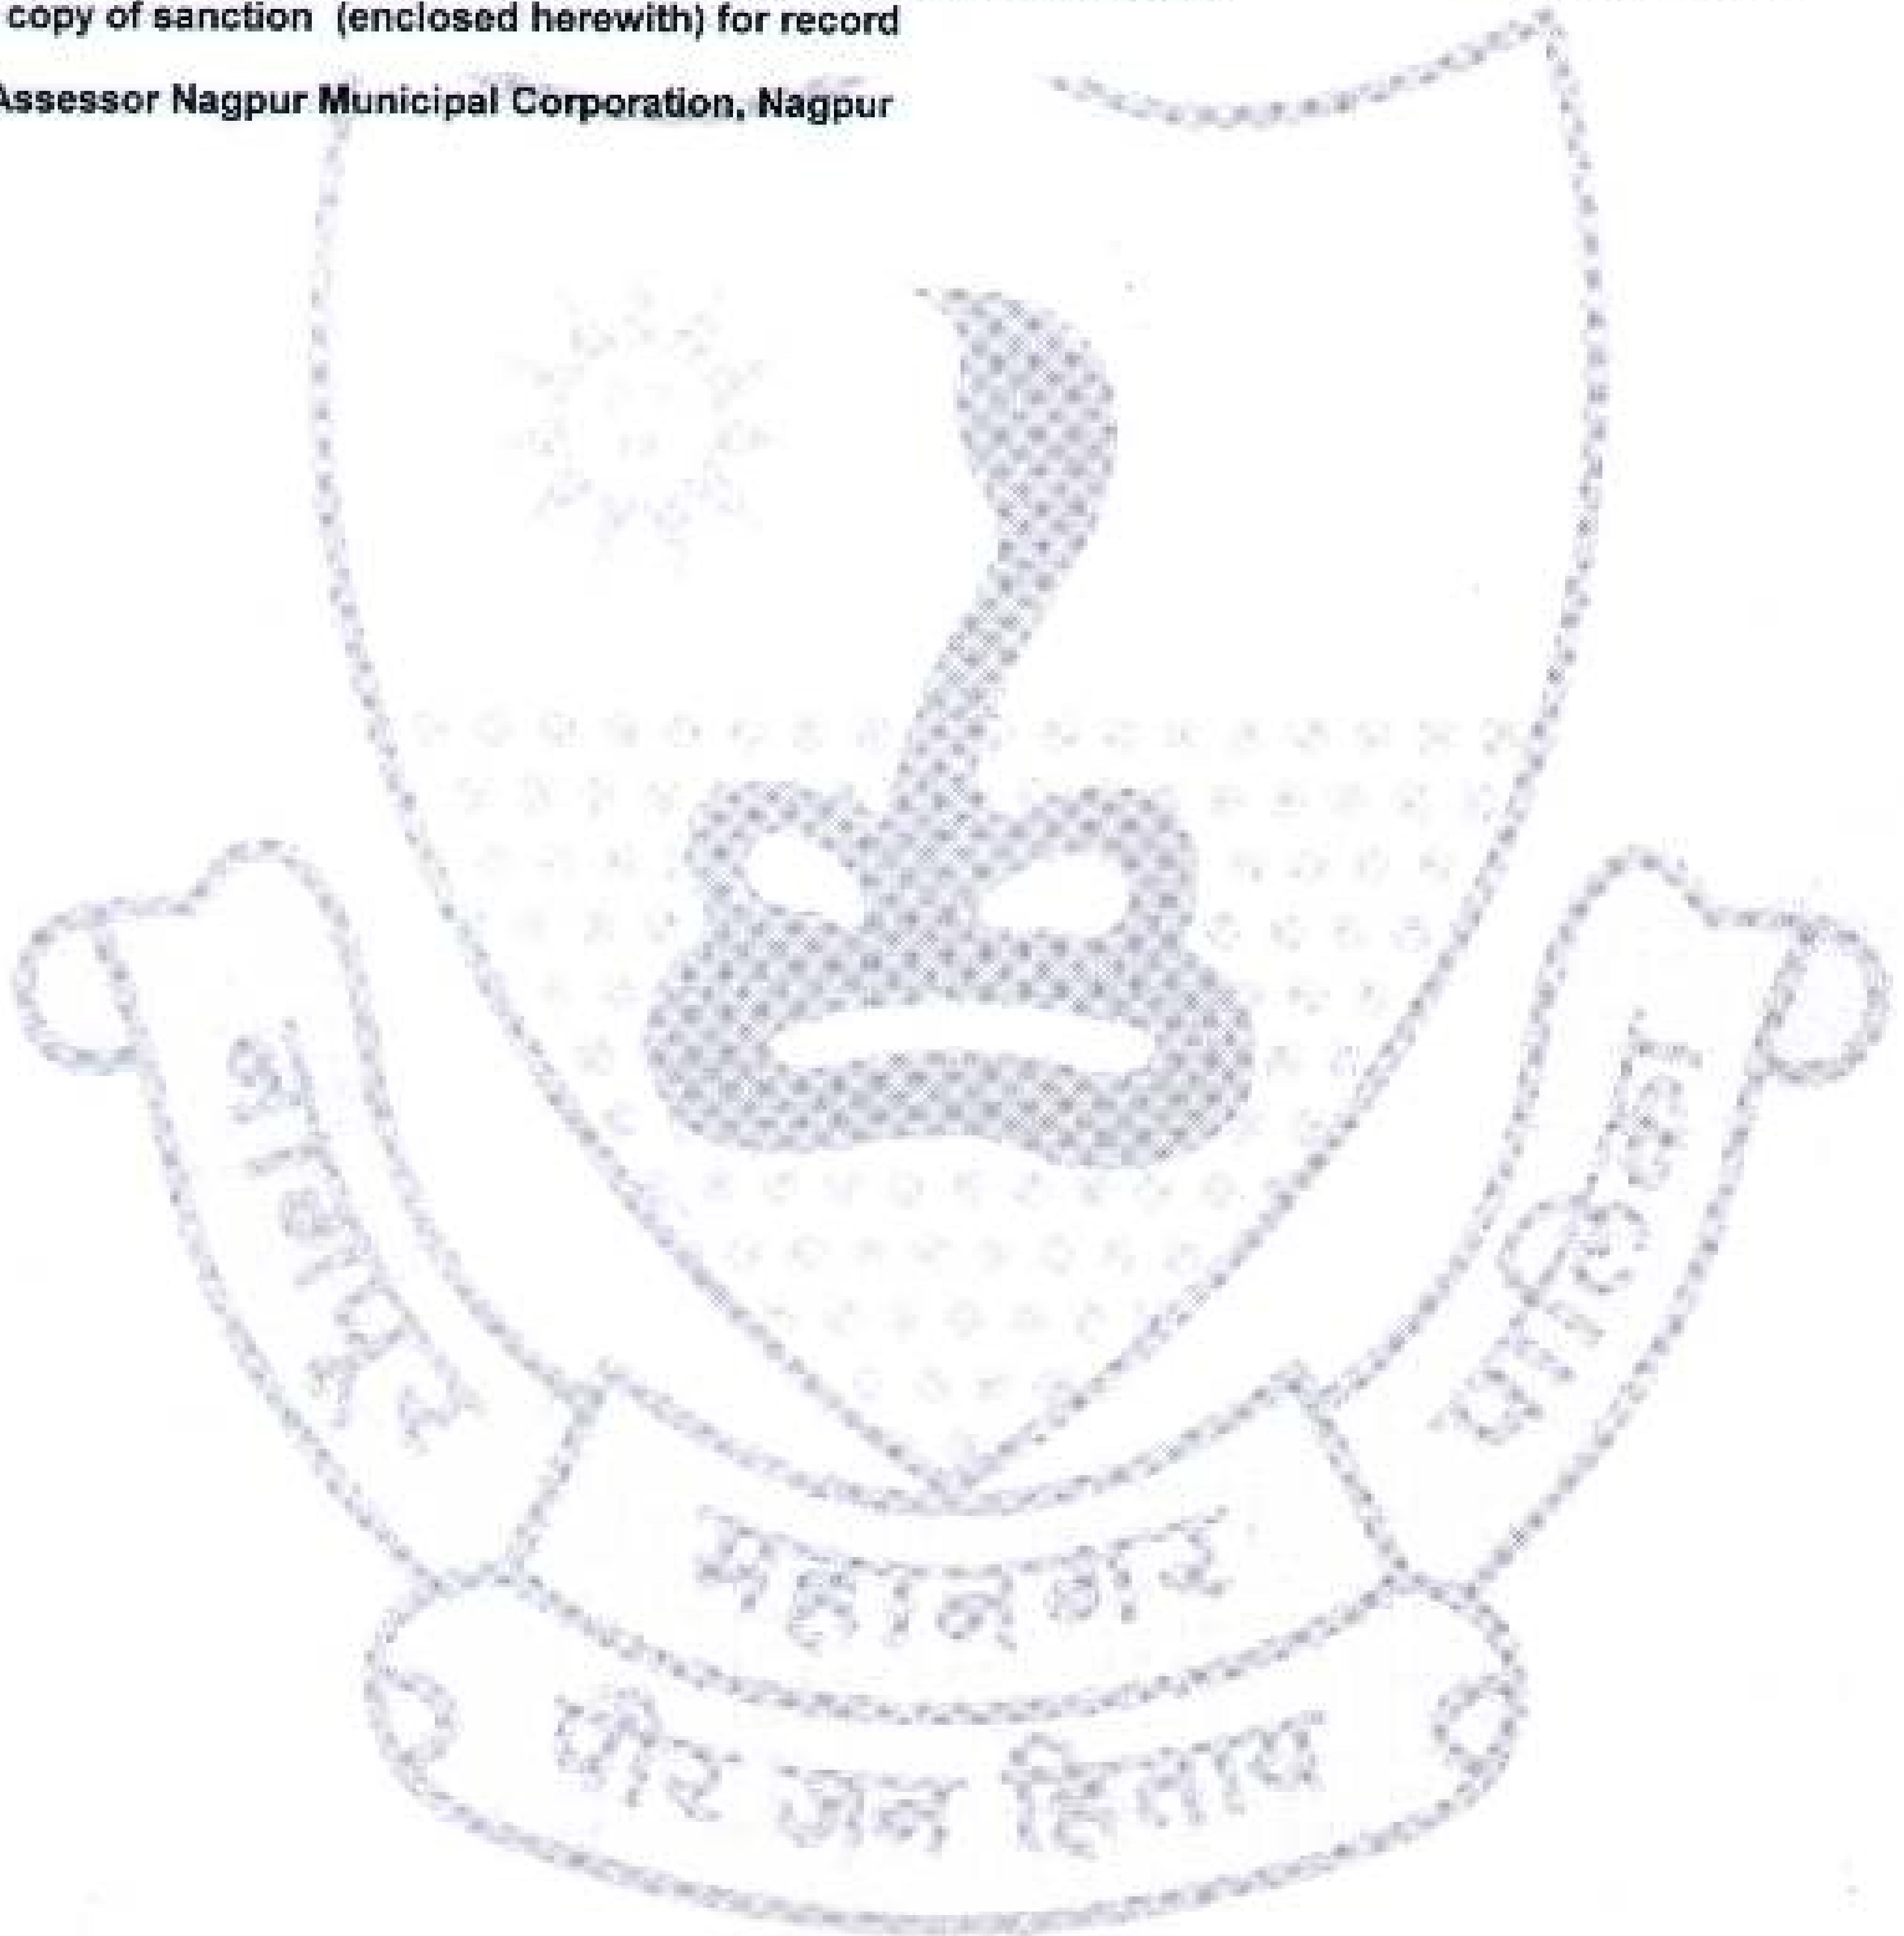 copy of sanction (enclosed herewith) for record
Assessor Nagpur Municipal Corporation, Nagpur
नागपूर
महानगर
पालिका
पौर जन हिताय